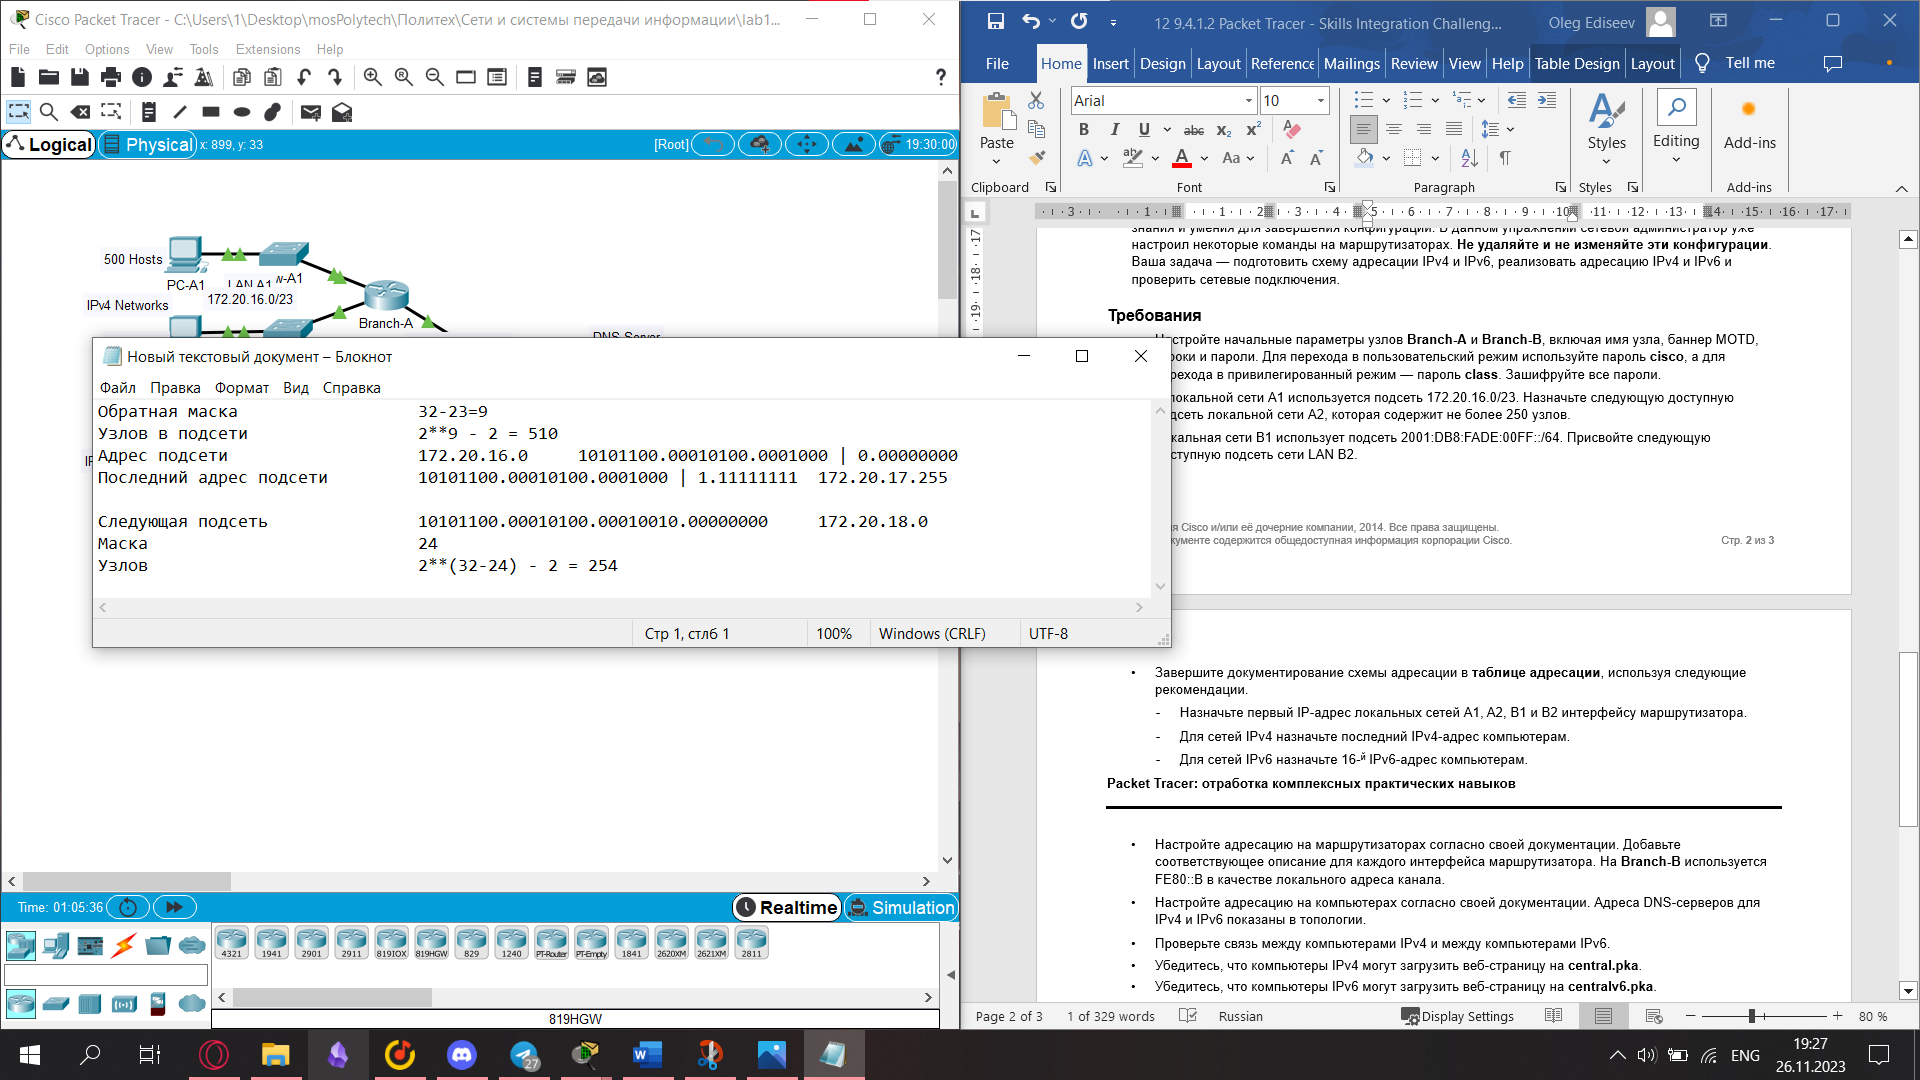 Cisco Packet Tracer - C:\Users\1\Desktop\mosPolytech\Политех\Сети и системы передачи информации\lab1...
File Edit Options View Tools Extensions Help
Logical Physical x: 899, y: 33 [Root] 19:30:00
500 Hosts
PC-A1
LAN A1
w-A1
172.20.16.0/23
IPv4 Networks
Branch-A
DNS Server
Новый текстовый документ – Блокнот
Файл Правка Формат Вид Справка
Обратная маска 32-23=9
Узлов в подсети 2**9 - 2 = 510
Адрес подсети 172.20.16.0 10101100.00010100.0001000 | 0.00000000
Последний адрес подсети 10101100.00010100.0001000 | 1.11111111 172.20.17.255
Следующая подсеть 10101100.00010100.00010010.00000000 172.20.18.0
Маска 24
Узлов 2**(32-24) - 2 = 254
Стр 1, стлб 1 100% Windows (CRLF) UTF-8
Time: 01:05:36 Realtime Simulation
4321 1941 2901 2911 819IOX 819HGW 829 1240 PT-Router PT-Empty 1841 2620XM 2621XM 2811
819HGW
12 9.4.1.2 Packet Tracer - Skills Integration Challeng... Oleg Ediseev
File Home Insert Design Layout Reference Mailings Review View Help Table Design Layout Tell me
Arial 10
Paste Styles Editing Add-ins
Clipboard Font Paragraph Styles Add-ins
знания и умения для завершения конфигурации. В данном упражнении сетевой администратор уже
настроил некоторые команды на маршрутизаторах. Не удаляйте и не изменяйте эти конфигурации.
Ваша задача — подготовить схему адресации IPv4 и IPv6, реализовать адресацию IPv4 и IPv6 и
проверить сетевые подключения.
Требования
стройте начальные параметры узлов Branch-A и Branch-B, включая имя узла, баннер MOTD,
роки и пароли. Для перехода в пользовательский режим используйте пароль cisco, а для
рехода в привилегированный режим — пароль class. Зашифруйте все пароли.
локальной сети A1 используется подсеть 172.20.16.0/23. Назначьте следующую доступную
дсеть локальной сети A2, которая содержит не более 250 узлов.
кальная сети B1 использует подсеть 2001:DB8:FADE:00FF::/64. Присвойте следующую
ступную подсеть сети LAN B2.
я Cisco и/или её дочерние компании, 2014. Все права защищены.
кументе содержится общедоступная информация корпорации Cisco. Стр. 2 из 3
• Завершите документирование схемы адресации в таблице адресации, используя следующие
рекомендации.
- Назначьте первый IP-адрес локальных сетей A1, A2, B1 и B2 интерфейсу маршрутизатора.
- Для сетей IPv4 назначьте последний IPv4-адрес компьютерам.
- Для сетей IPv6 назначьте 16-й IPv6-адрес компьютерам.
Packet Tracer: отработка комплексных практических навыков
• Настройте адресацию на маршрутизаторах согласно своей документации. Добавьте
соответствующее описание для каждого интерфейса маршрутизатора. На Branch-B используется
FE80::B в качестве локального адреса канала.
• Настройте адресацию на компьютерах согласно своей документации. Адреса DNS-серверов для
IPv4 и IPv6 показаны в топологии.
• Проверьте связь между компьютерами IPv4 и между компьютерами IPv6.
• Убедитесь, что компьютеры IPv4 могут загрузить веб-страницу на central.pka.
• Убедитесь, что компьютеры IPv6 могут загрузить веб-страницу на centralv6.pka.
Page 2 of 3 1 of 329 words Russian Display Settings 80 %
27
ENG
19:27
26.11.2023